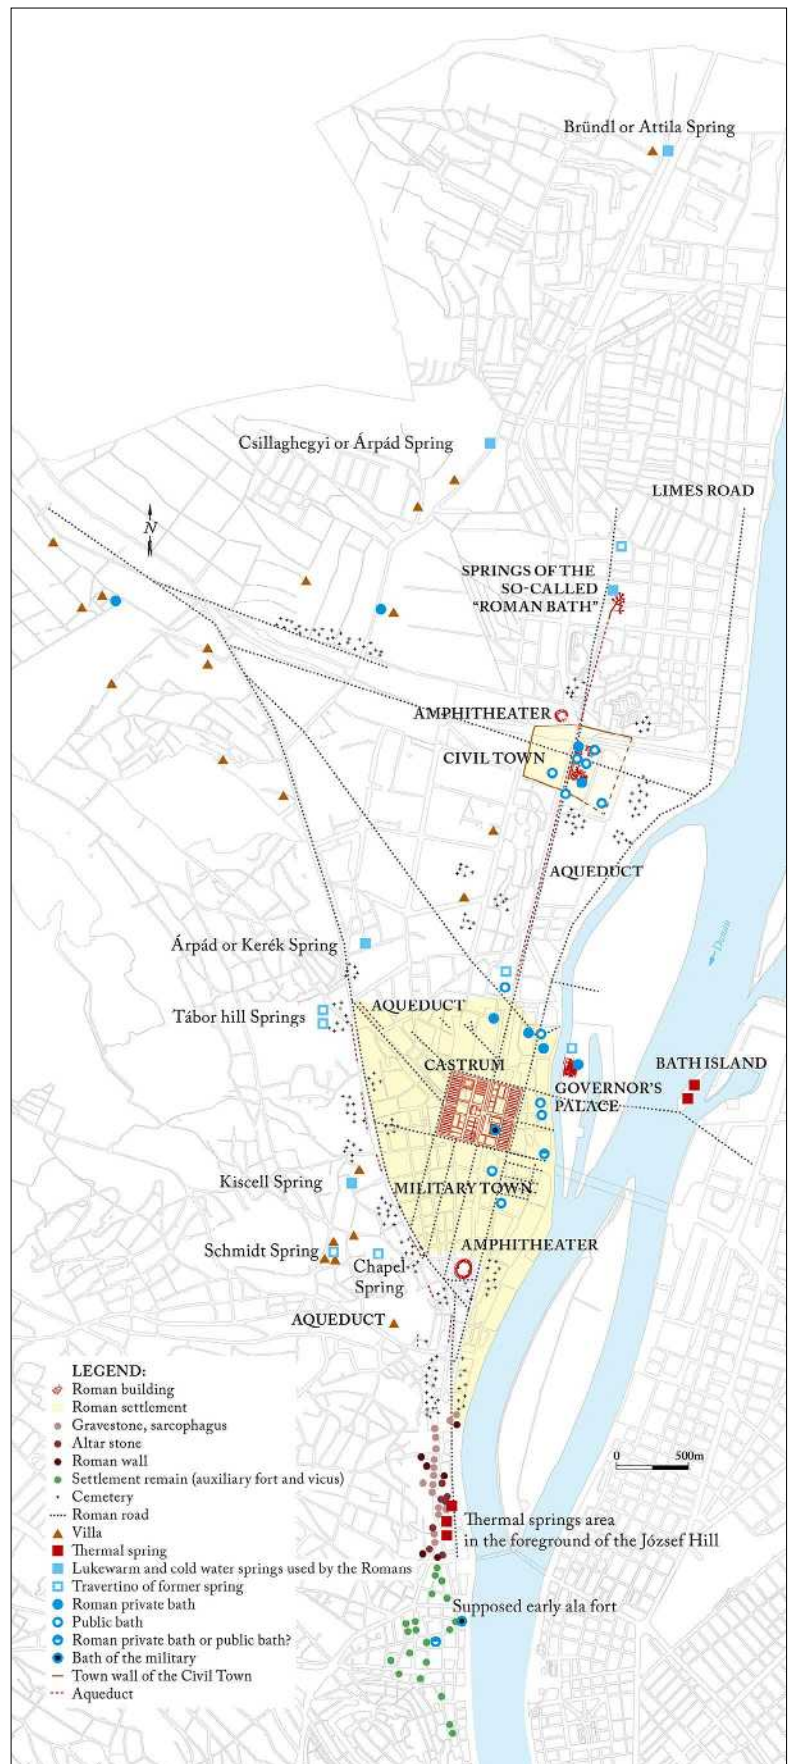 Bründl or Attila Spring
Csillaghegyi or Árpád Spring
LIMES ROAD
N
SPRINGS OF THE
SO-CALLED
"ROMAN BATH"
AMPHITHEATER
CIVIL TOWN
AQUEDUCT
Danube
Árpád or Kerék Spring
AQUEDUCT
Tábor hill Springs
CASTRUM
BATH ISLAND
GOVERNOR'S
PALACE
Kiscell Spring
MILITARY TOWN
AMPHITHEATER
Schmidt Spring
Chapel
Spring
AQUEDUCT
LEGEND:
Roman building
Roman settlement
Gravestone, sarcophagus
Altar stone
Roman wall
Settlement remain (auxiliary fort and vicus)
Cemetery
Roman road
Villa
Thermal spring
Lukewarm and cold water springs used by the Romans
Travertino of former spring
Roman private bath
Public bath
Roman private bath or public bath?
Bath of the military
Town wall of the Civil Town
Aqueduct
0 500m
Thermal springs area
in the foreground of the József Hill
Supposed early ala fort